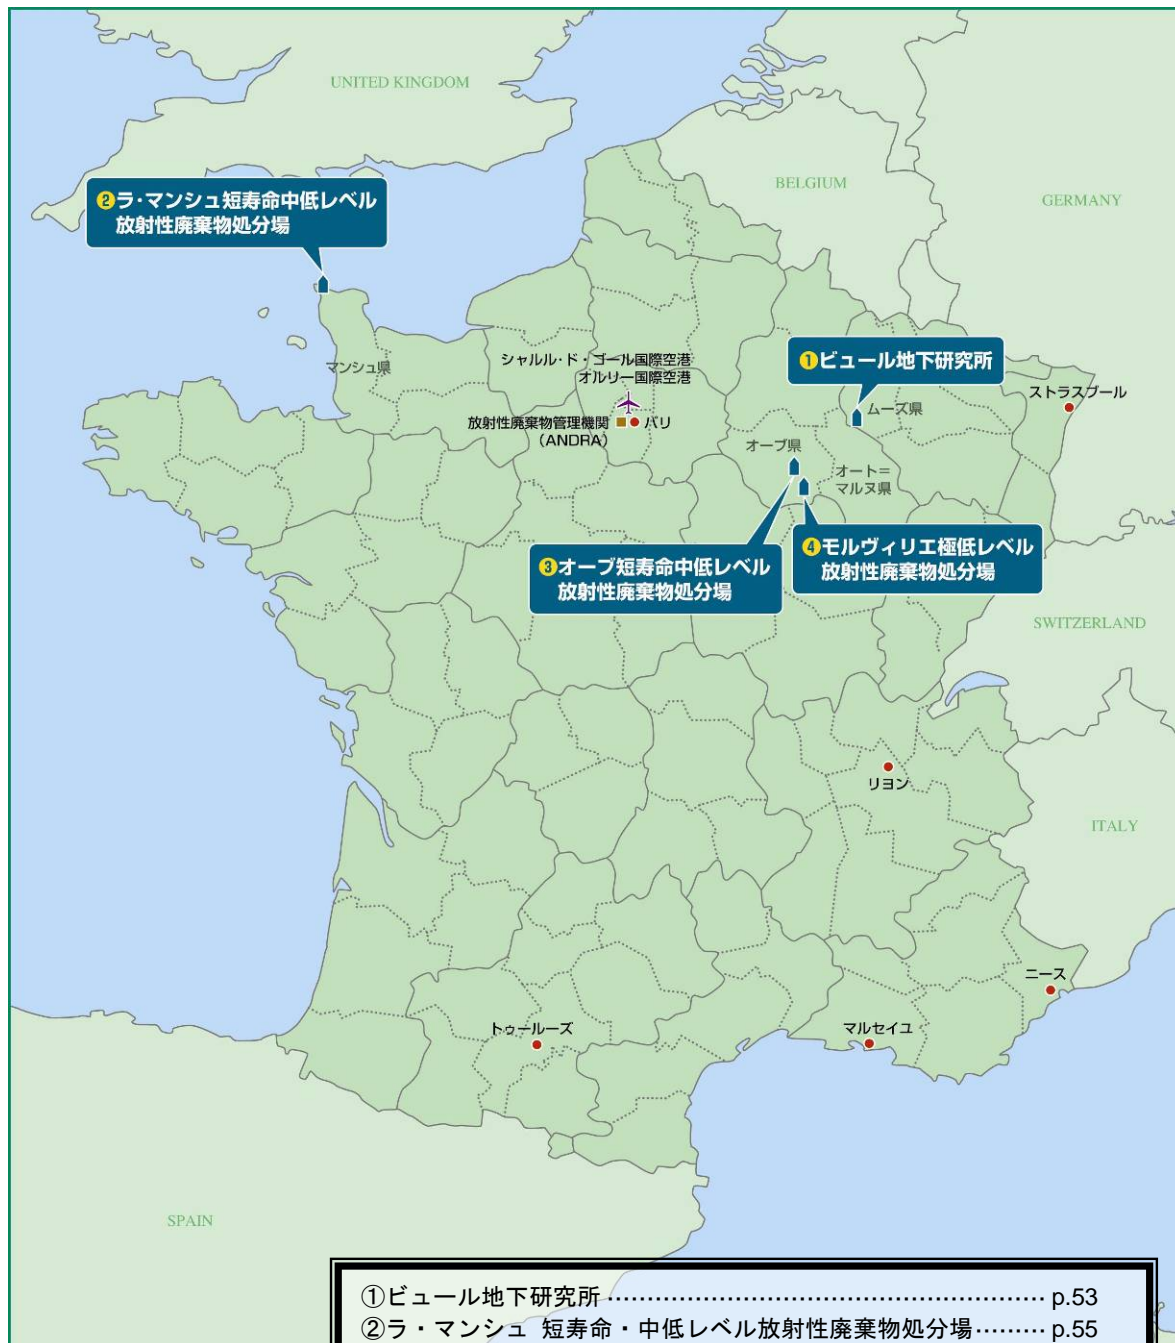 UNITED KINGDOM
BELGIUM
GERMANY
❷ラ・マンシュ短寿命中低レベル
放射性廃棄物処分場
マンシュ県
シャルル・ド・ゴール国際空港
オルリー国際空港
放射性廃棄物管理機関
(ANDRA)
パリ
❶ビュール地下研究所
ムーズ県
ストラスブール
オーブ県
オート=
マルヌ県
❸オーブ短寿命中低レベル
放射性廃棄物処分場
❹モルヴィリエ極低レベル
放射性廃棄物処分場
SWITZERLAND
リヨン
ITALY
ニース
トゥールーズ
マルセイユ
SPAIN
①ビュール地下研究所 ………………………………………………… p.53
②ラ・マンシュ 短寿命・中低レベル放射性廃棄物処分場……… p.55